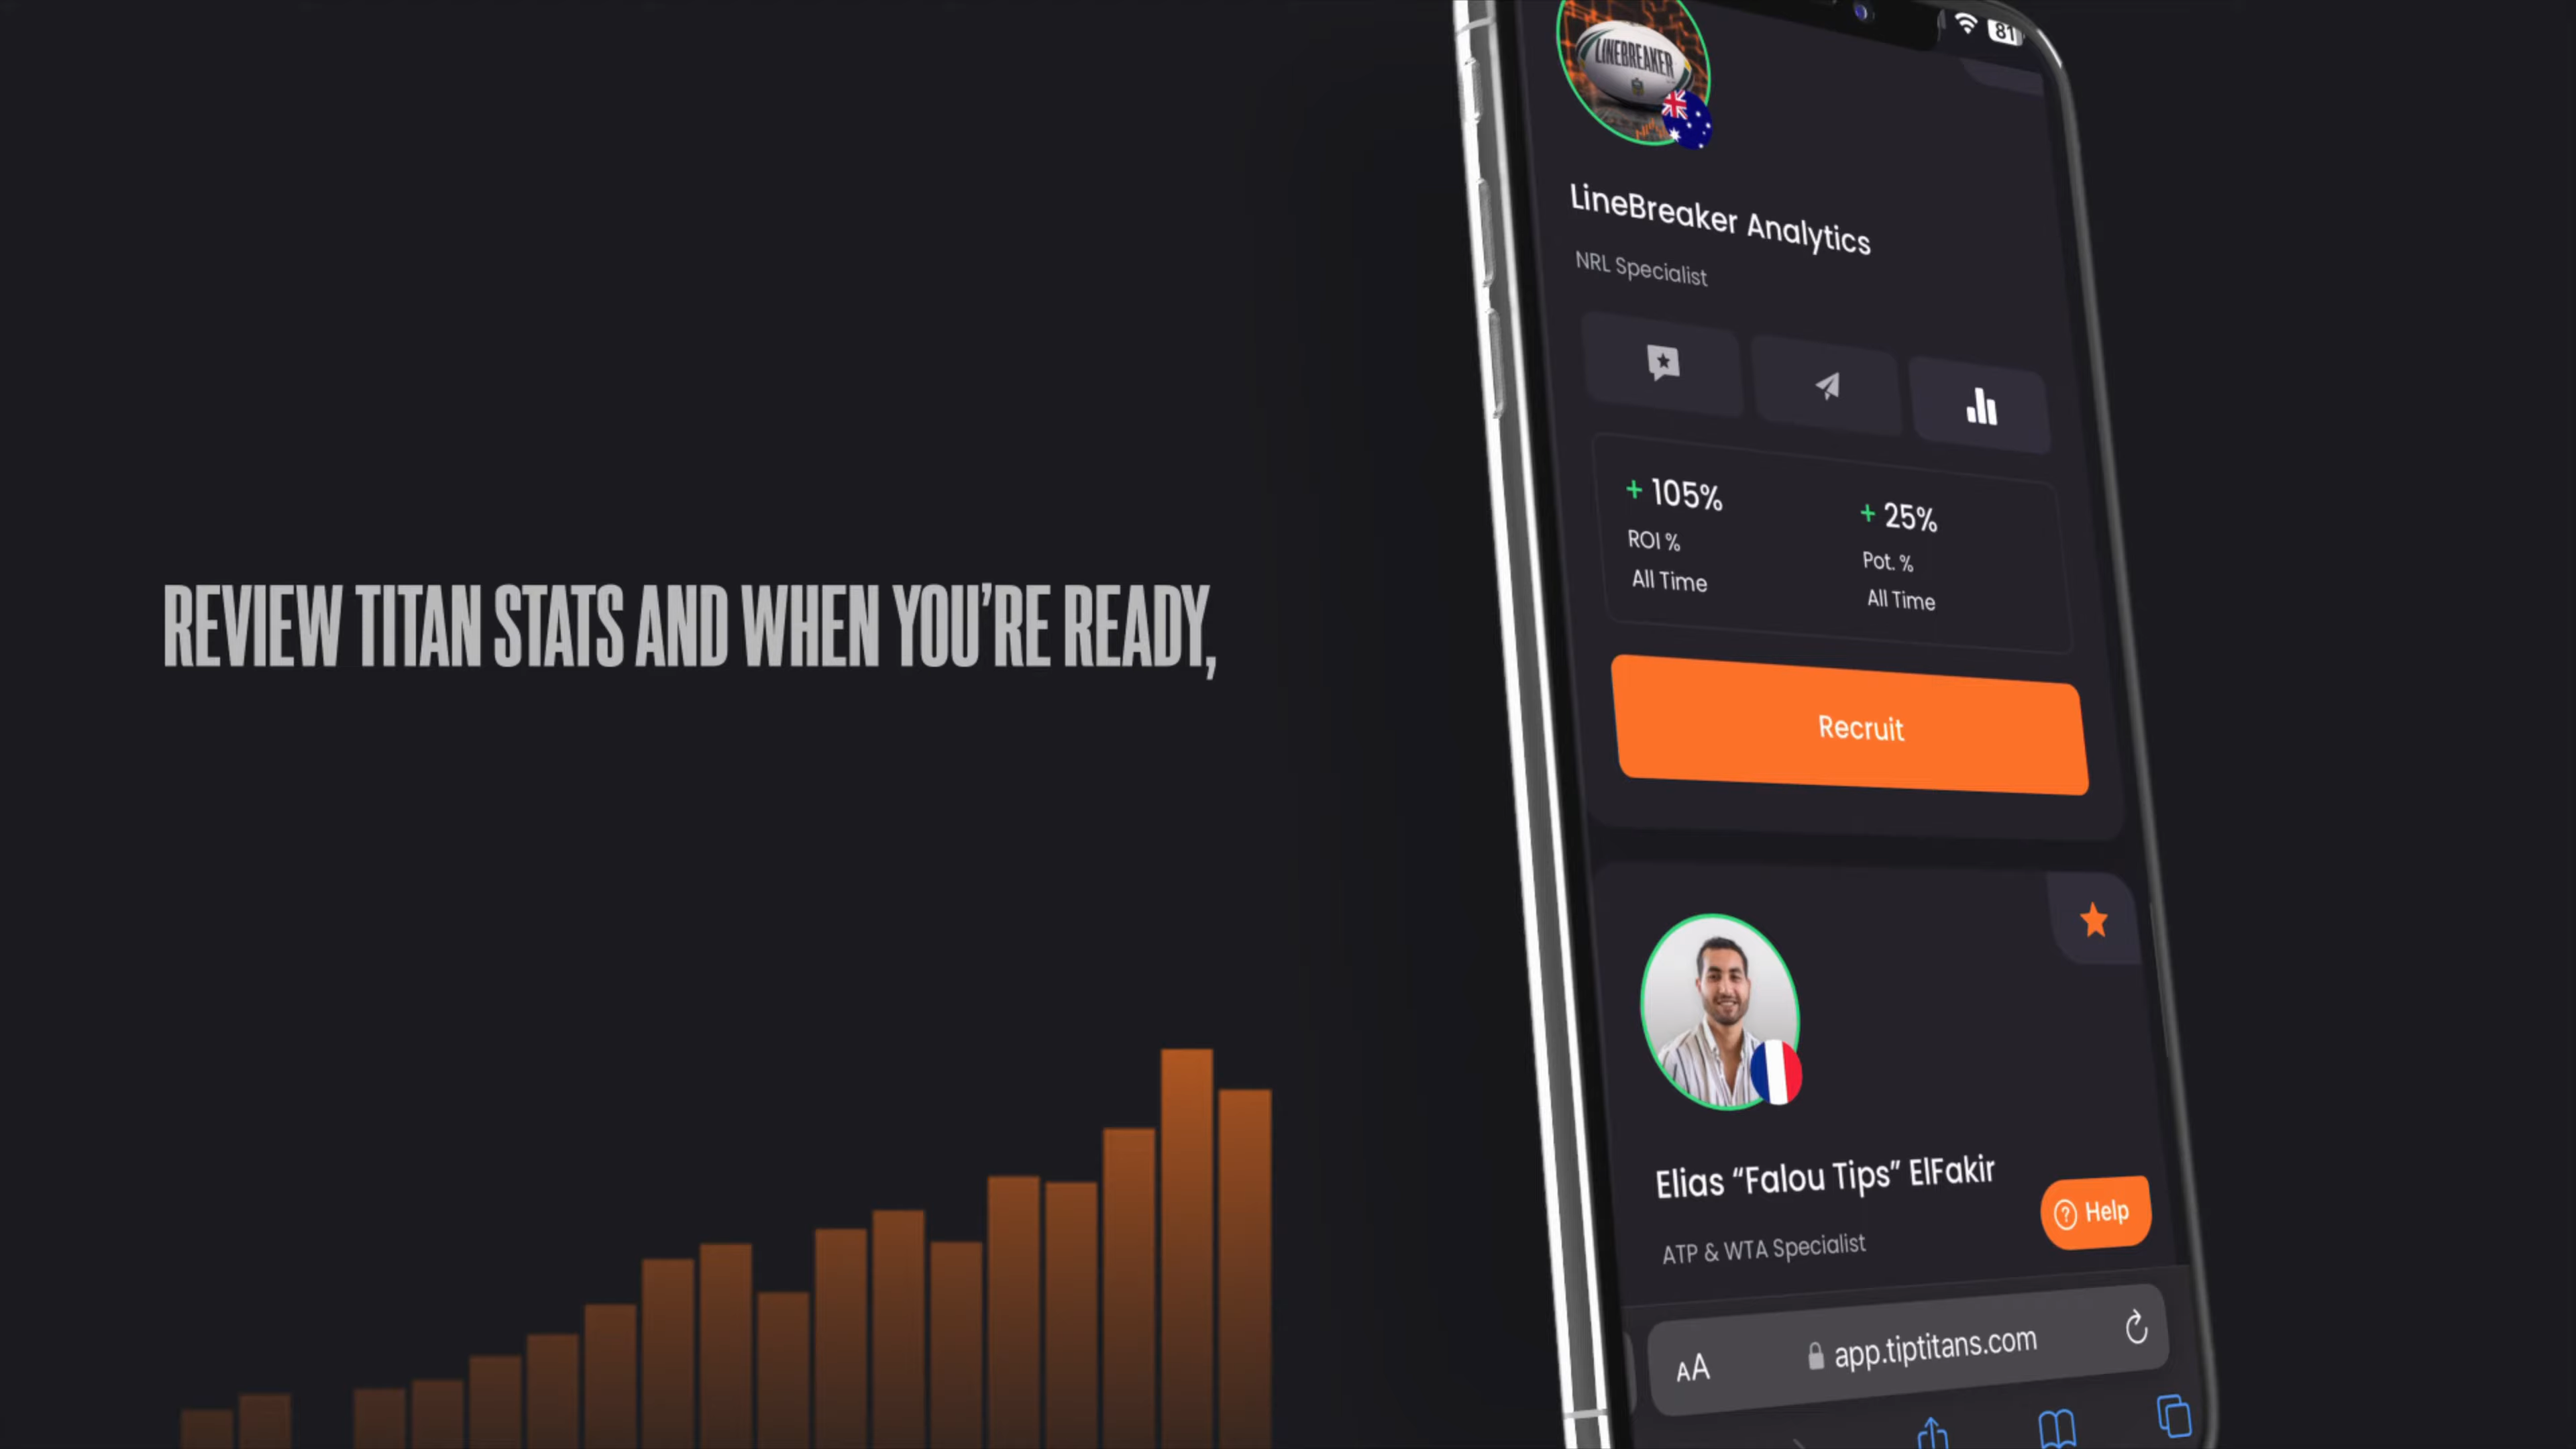 REVIEW TITAN STATS AND WHEN YOU’RE READY,
81
LINEBREAKER
LineBreaker Analytics
NRL Specialist
+ 105%
ROI %
All Time
+ 25%
Pot. %
All Time
Recruit
Elias “Falou Tips” ElFakir
ATP & WTA Specialist
Help
AA
app.tiptitans.com